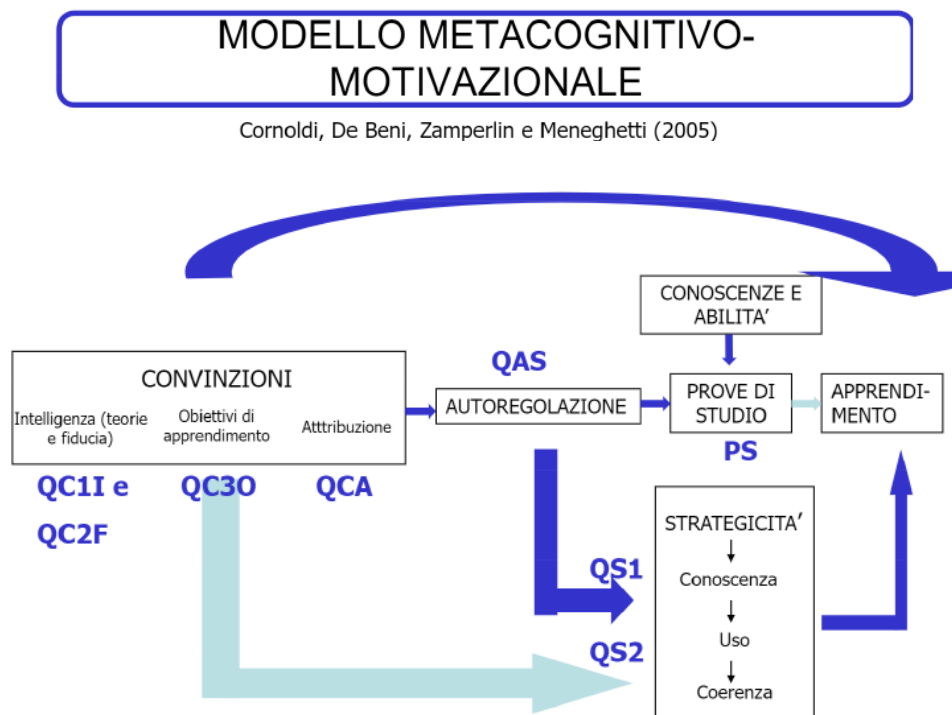 MODELLO METACOGNITIVO-
MOTIVAZIONALE
Cornoldi, De Beni, Zamperlin e Meneghetti (2005)
CONOSCENZE E
ABILITA’
CONVINZIONI
Intelligenza (teorie
e fiducia)
Obiettivi di
apprendimento
Atttribuzione
QC1I e
QC2F
QC3O
QCA
QAS
AUTOREGOLAZIONE
PROVE DI
STUDIO
PS
APPRENDI-
MENTO
QS1
QS2
STRATEGICITA’
Conoscenza
Uso
Coerenza